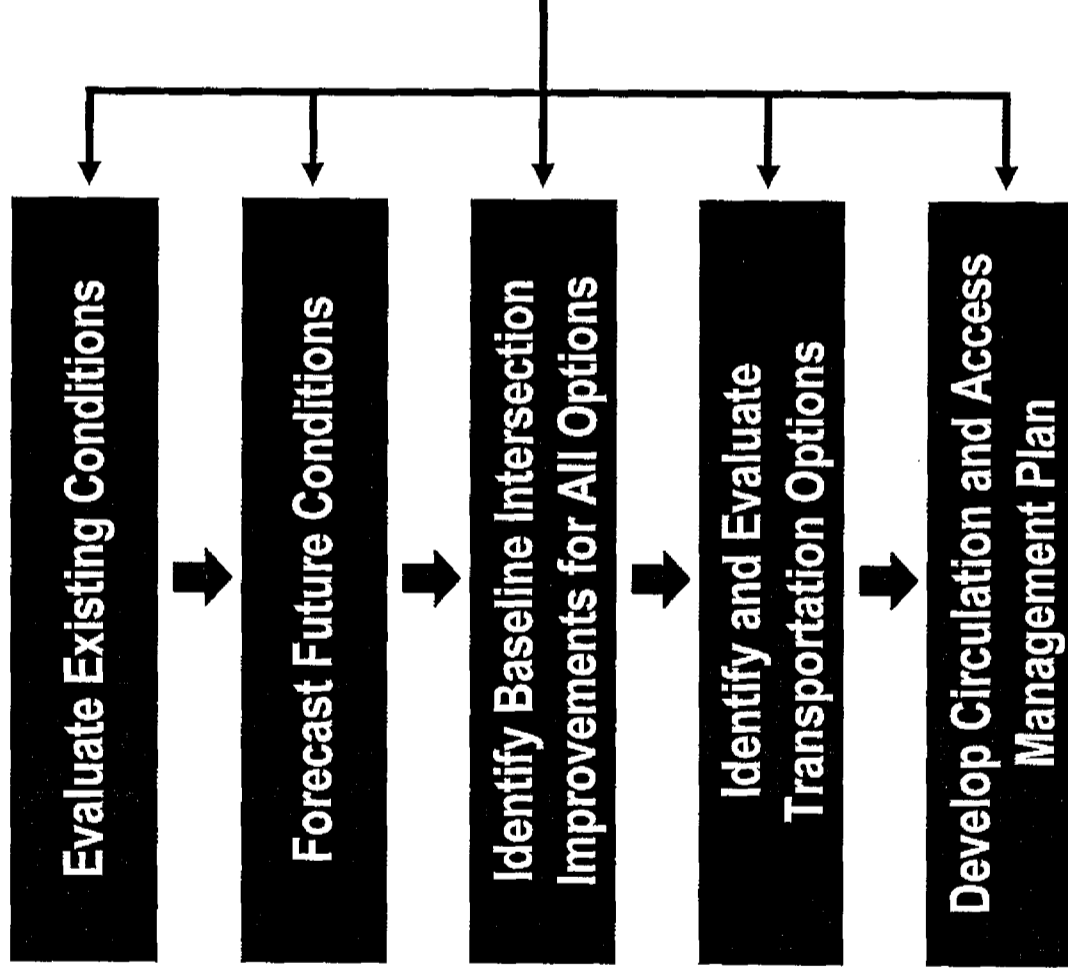 Evaluate Existing Conditions
Forecast Future Conditions
Identify Baseline Intersection
Improvements for All Options
Identify and Evaluate
Transportation Options
Develop Circulation and Access
Management Plan